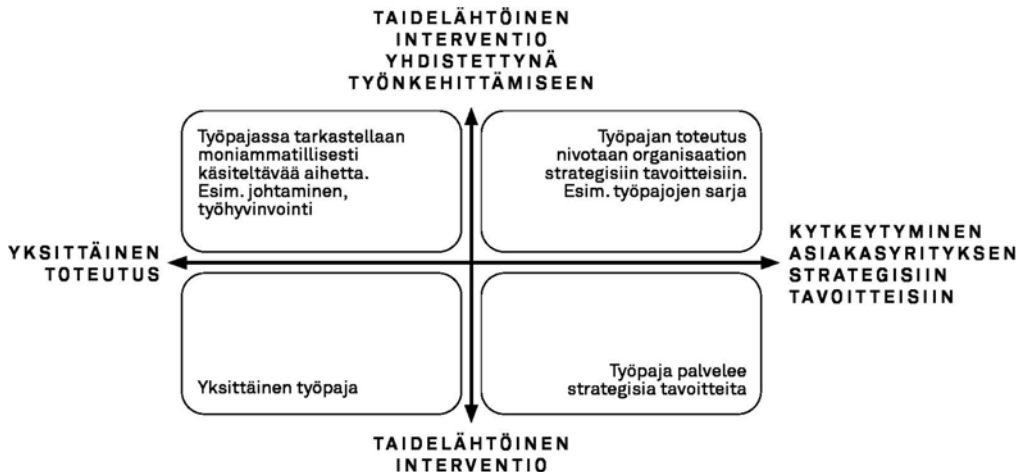 TAIDELÄHTÖINEN
INTERVENTIO
YHDISTETTYNÄ
TYÖNKEHITTÄMISEEN
Työpajassa tarkastellaan
moniammatillisesti
käsiteltävää aihetta.
Esim. johtaminen,
työhyvinvointi
Työpajan toteutus
nivotaan organisaation
strategisiin tavoitteisiin.
Esim. työpajojen sarja
YKSITTÄINEN
TOTEUTUS
KYTKEYTYMINEN
ASIAKASYRITYKSEN
STRATEGISIIN
TAVOITTEISIIN
Yksittäinen työpaja
Työpaja palvelee
strategisia tavoitteita
TAIDELÄHTÖINEN
INTERVENTIO